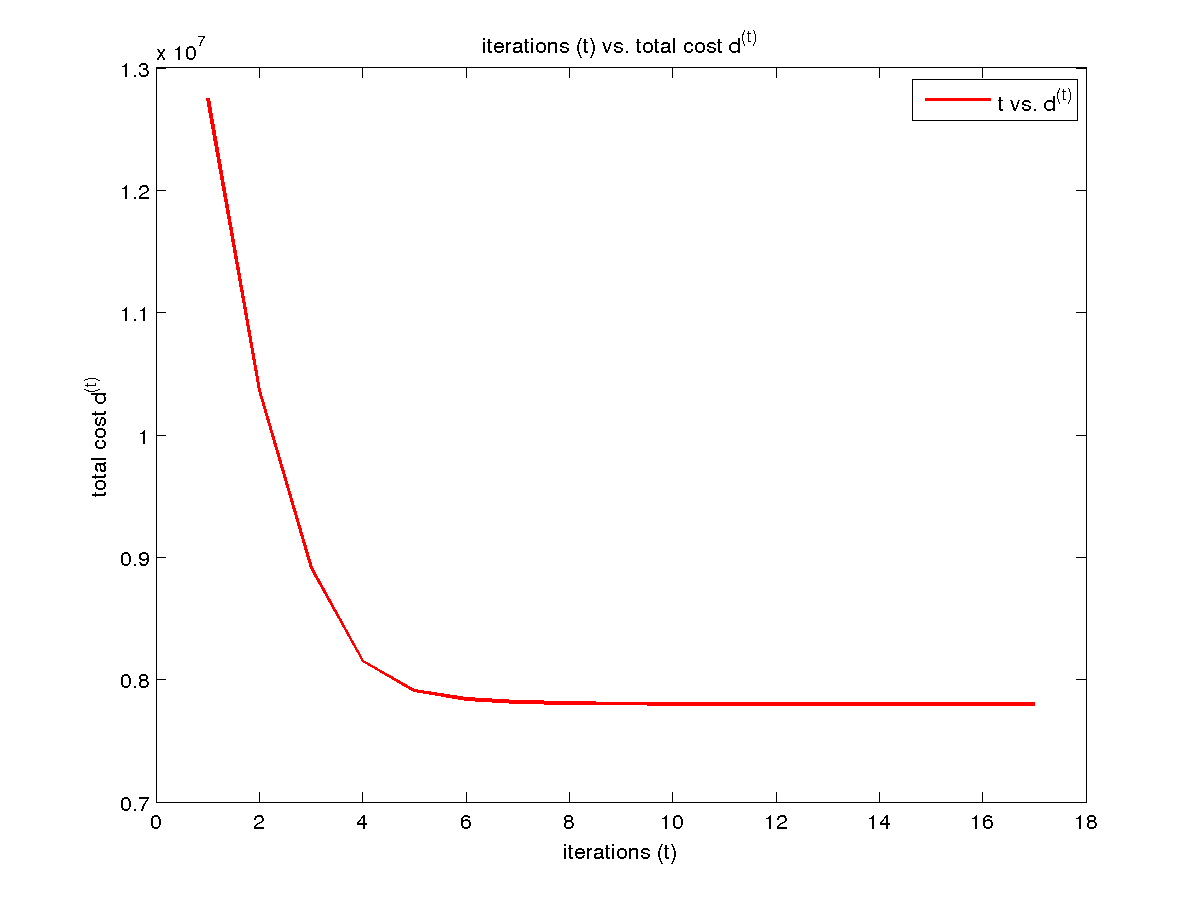 iterations (t) vs. total cost d^(t)
x 10^7
t vs. d^(t)
1.3
1.2
1.1
1
0.9
0.8
0.7
total cost d^(t)
0 2 4 6 8 10 12 14 16 18
iterations (t)